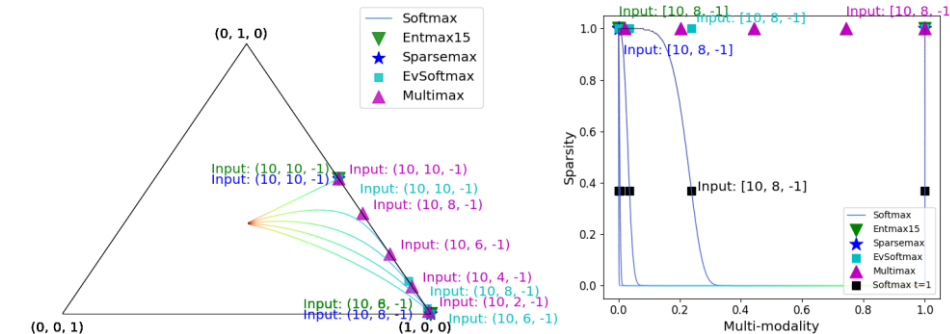 (0, 1, 0)
Softmax
Entmax15
Sparsemax
EvSoftmax
Multimax
Input: (10, 10, -1)
Input: (10, 10, -1)
Input: (10, 10, -1)
Input: (10, 10, -1)
Input: (10, 8, -1)
Input: (10, 6, -1)
Input: (10, 4, -1)
Input: (10, 8, -1)
Input: (10, 2, -1)
Input: (10, 8, -1)
Input: (10, 6, -1)
(0, 0, 1)
(1, 0, 0)
Input: [10, 8, -1]
Input: [10, 8, -1]
Input: [10, 8, -1]
Input: [10, 8, -1]
Input: [10, 8, -1]
Sparsity
1.0
0.8
0.6
0.4
0.2
0.0
Softmax
Entmax15
Sparsemax
EvSoftmax
Multimax
Softmax t=1
0.0
0.2
0.4
0.6
0.8
1.0
Multi-modality